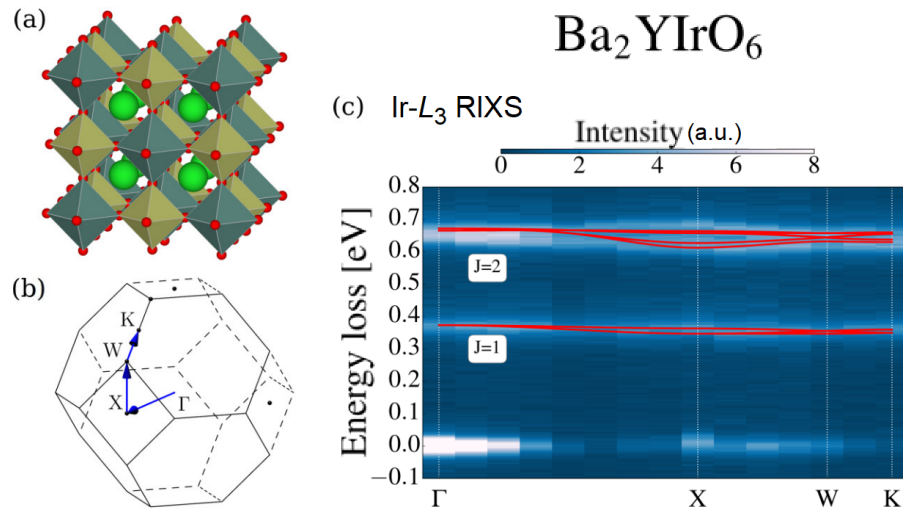 (a)
Ba2YIrO6
(c) Ir-L3 RIXS
Intensity (a.u.)
0 2 4 6 8
Energy loss [eV]
0.8
0.7
0.6
0.5
0.4
0.3
0.2
0.1
0.0
−0.1
J=2
J=1
Γ X W K
(b)
K
W
X
Γ